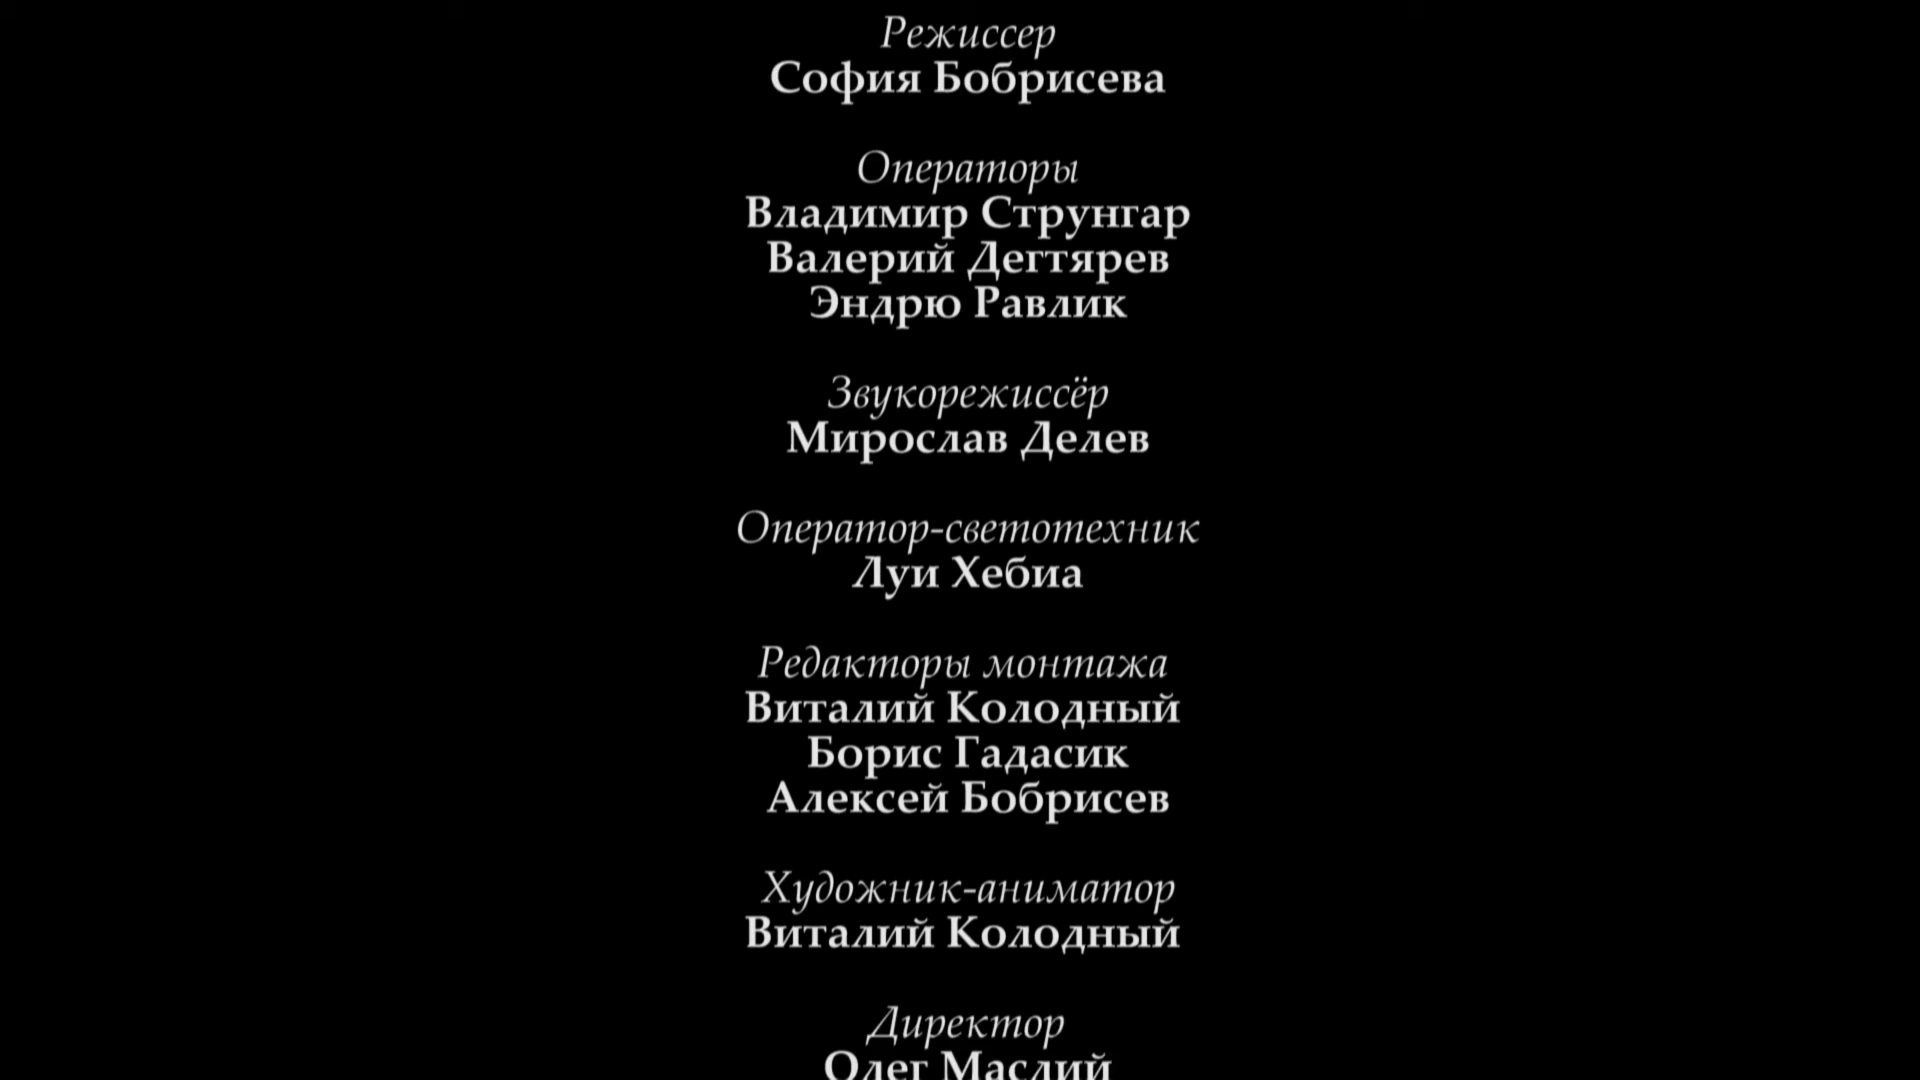 Режиссер
София Бобрисева
Операторы
Владимир Струнгар
Валерий Дегтярев
Эндрю Равлик
Звукорежиссёр
Мирослав Делев
Оператор-светотехник
Луи Хебиа
Редакторы монтажа
Виталий Колодный
Борис Гадасик
Алексей Бобрисев
Художник-аниматор
Виталий Колодный
Директор
Олег Маслий